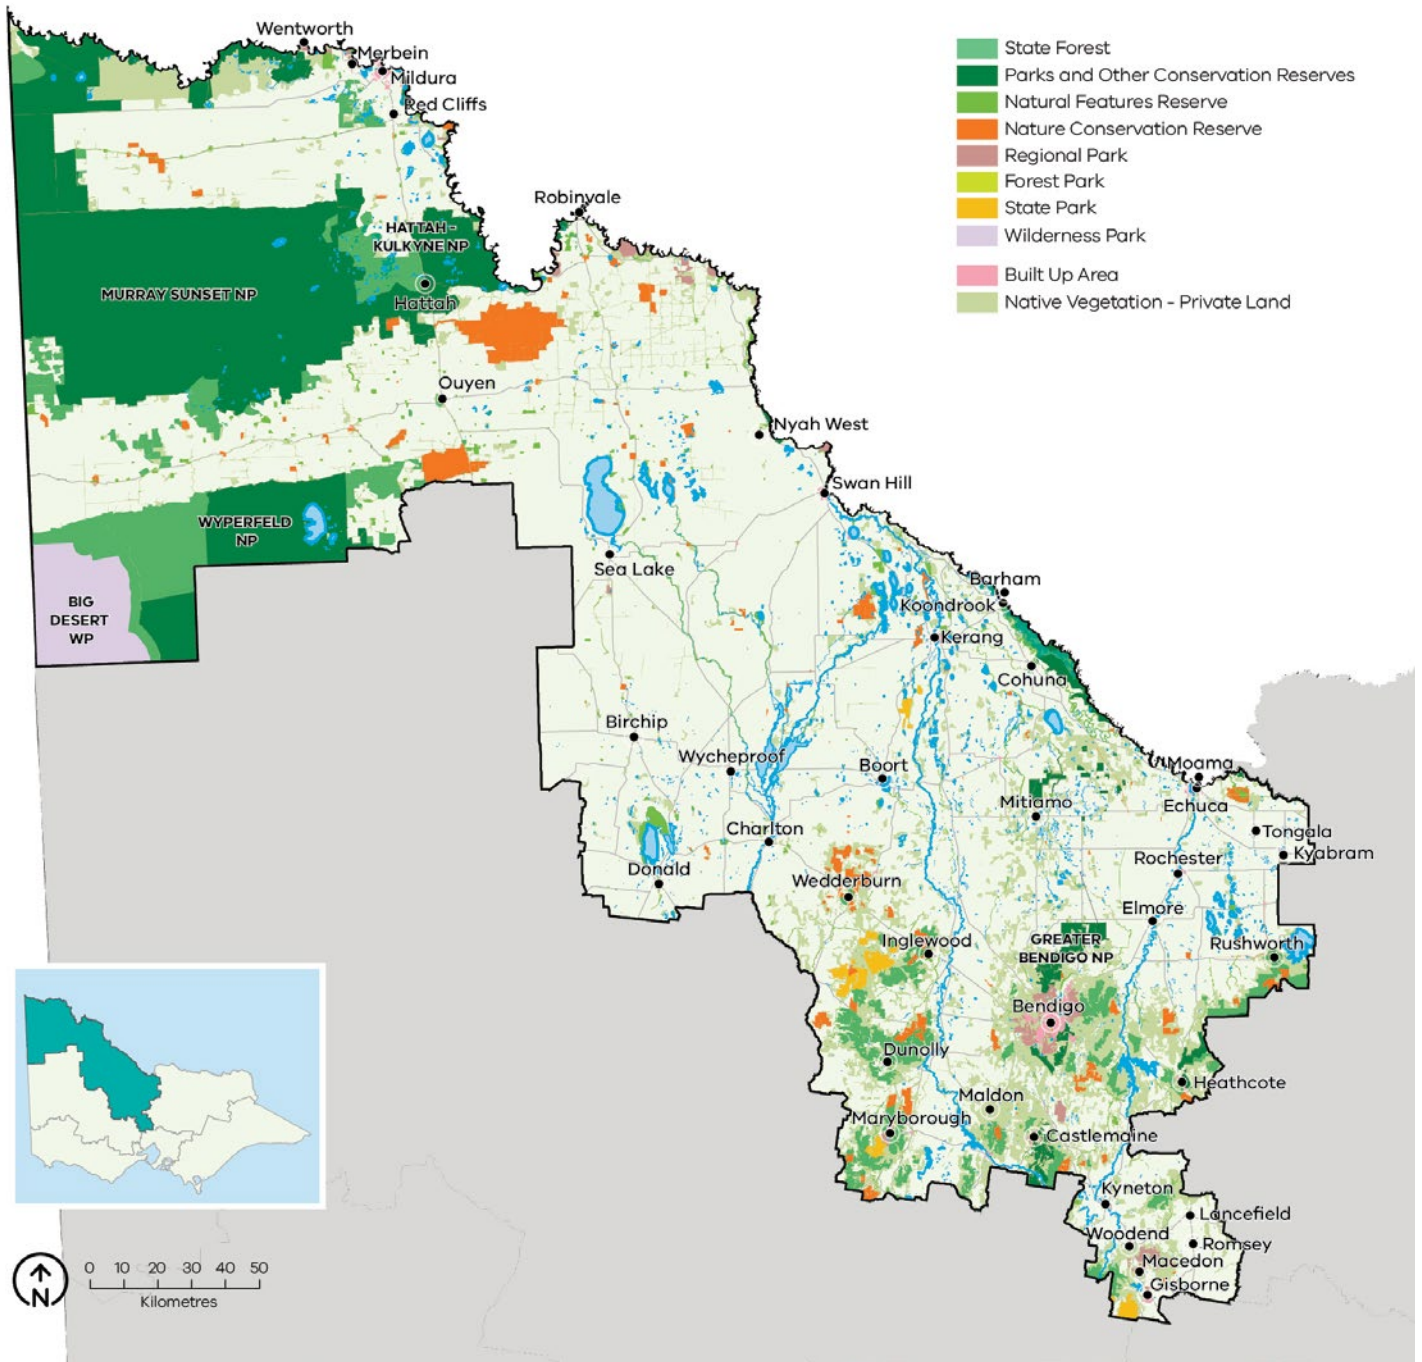 Wentworth
Merbein
Mildura
Red Cliffs
State Forest
Parks and Other Conservation Reserves
Natural Features Reserve
Nature Conservation Reserve
Regional Park
Forest Park
State Park
Wilderness Park
Built Up Area
Native Vegetation - Private Land
Robinvale
HATTAH -
KULKYNE NP
MURRAY SUNSET NP
Hattah
Ouyen
Nyah West
Swan Hill
WYPERFELD
NP
Sea Lake
BIG
DESERT
WP
Barham
Koondrook
Kerang
Cohuna
Birchip
Wycheproof
Boort
Moama
Echuca
Mitiamo
Tongala
Charlton
Kyabram
Rochester
Donald
Wedderburn
Elmore
Inglewood
GREATER
BENDIGO NP
Rushworth
Bendigo
Dunolly
Heathcote
Maldon
Maryborough
Castlemaine
Kyneton
Lancefield
Woodend
Romsey
Macedon
Gisborne
N
0 10 20 30 40 50
Kilometres